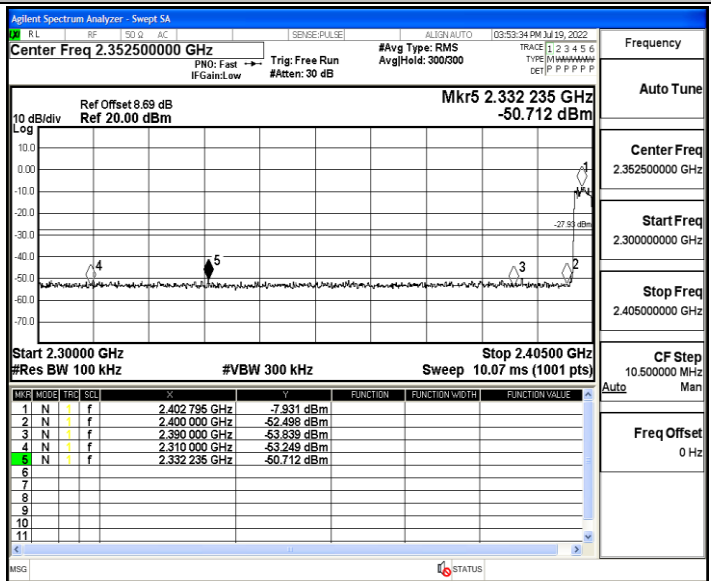 Agilent Spectrum Analyzer - Swept SA
LXI RL RF 50 Ω AC SENSE:PULSE ALIGN AUTO 03:53:34 PM Jul 19, 2022
Center Freq 2.352500000 GHz
PNO: Fast
IFGain:Low
Trig: Free Run
#Atten: 30 dB
#Avg Type: RMS
Avg|Hold: 300/300
TRACE 1 2 3 4 5 6
TYPE M WWWWW
DET P P P P P P
Ref Offset 8.69 dB
Ref 20.00 dBm
10 dB/div
Log
Mkr5 2.332 235 GHz
-50.712 dBm
10.0
0.00
-10.0
-20.0
-30.0
-40.0
-50.0
-60.0
-70.0
1
-27.93 dBm
4
5
3
2
Start 2.30000 GHz
Stop 2.40500 GHz
#Res BW 100 kHz
#VBW 300 kHz
Sweep 10.07 ms (1001 pts)
MKR MODE TRC SCL X Y FUNCTION FUNCTION WIDTH FUNCTION VALUE
1 N 1 f 2.402 795 GHz -7.931 dBm
2 N 1 f 2.400 000 GHz -52.498 dBm
3 N 1 f 2.390 000 GHz -53.839 dBm
4 N 1 f 2.310 000 GHz -53.249 dBm
5 N 1 f 2.332 235 GHz -50.712 dBm
6
7
8
9
10
11
MSG
STATUS
Frequency
Auto Tune
Center Freq
2.352500000 GHz
Start Freq
2.300000000 GHz
Stop Freq
2.405000000 GHz
CF Step
10.500000 MHz
Auto Man
Freq Offset
0 Hz